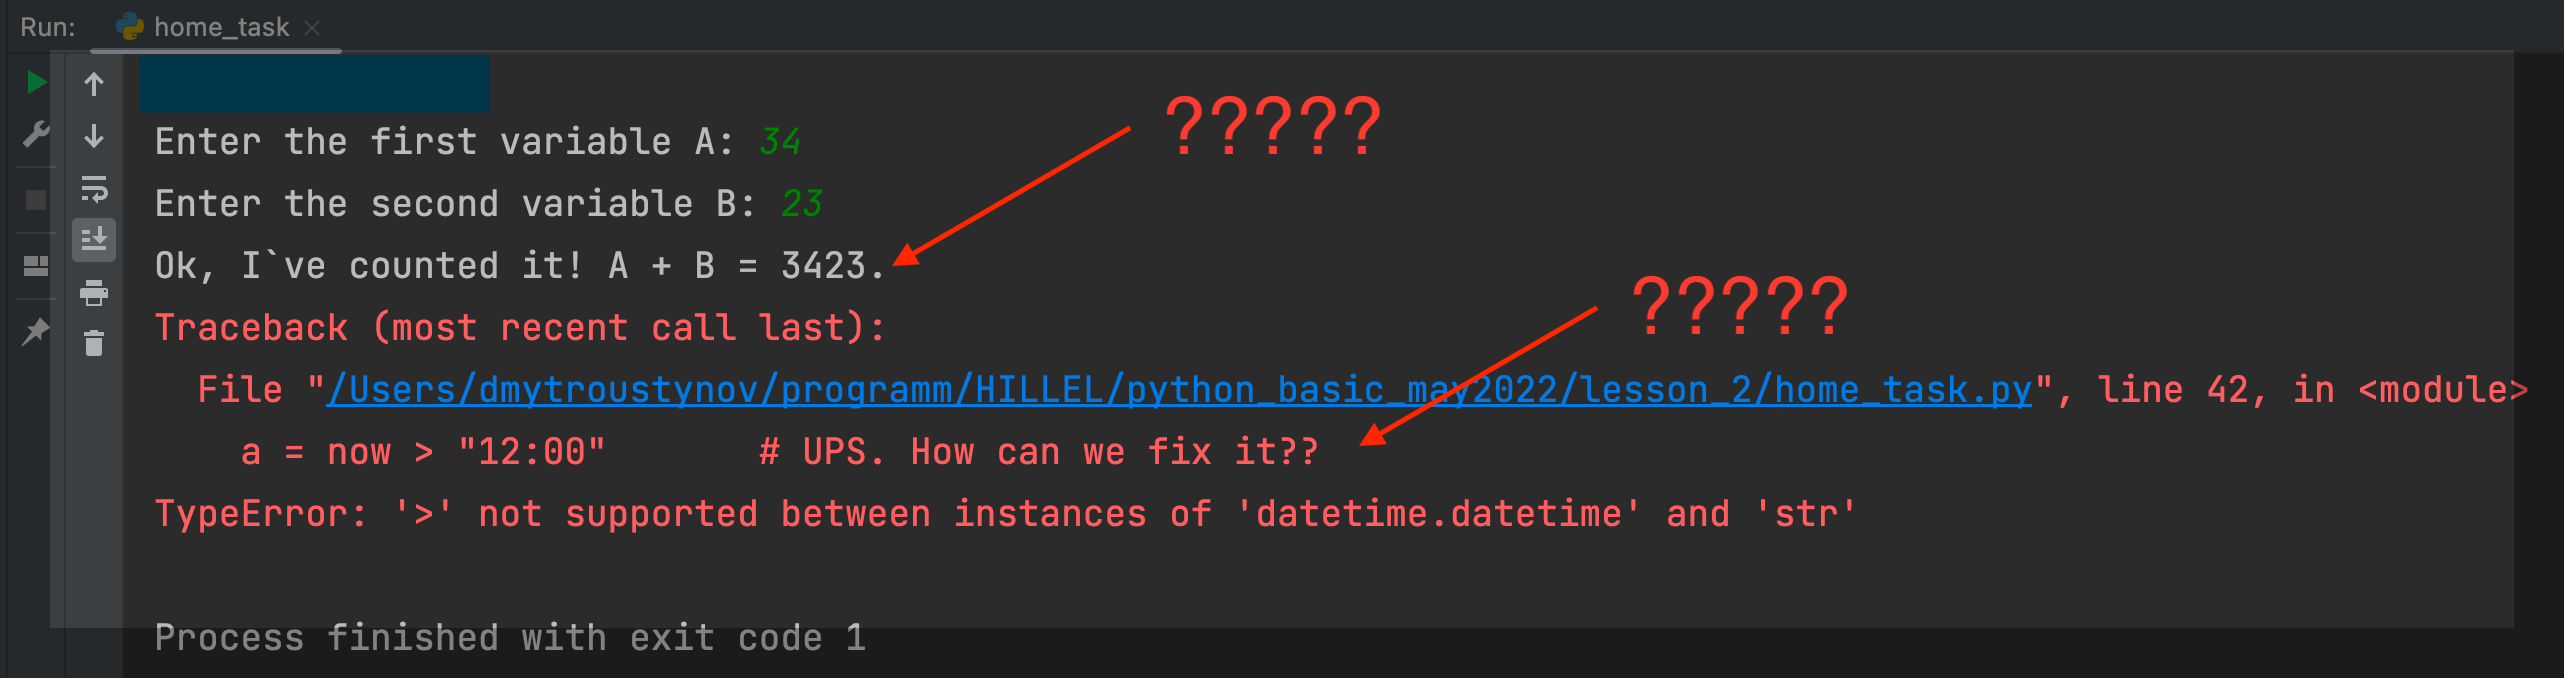 Run: home_task
?????
Enter the first variable A: 34
Enter the second variable B: 23
Ok, I`ve counted it! A + B = 3423.
?????
Traceback (most recent call last):
  File "/Users/dmytroustynov/programm/HILLEL/python_basic_may2022/lesson_2/home_task.py", line 42, in <module>
    a = now > "12:00"       # UPS. How can we fix it??
TypeError: '>' not supported between instances of 'datetime.datetime' and 'str'
Process finished with exit code 1